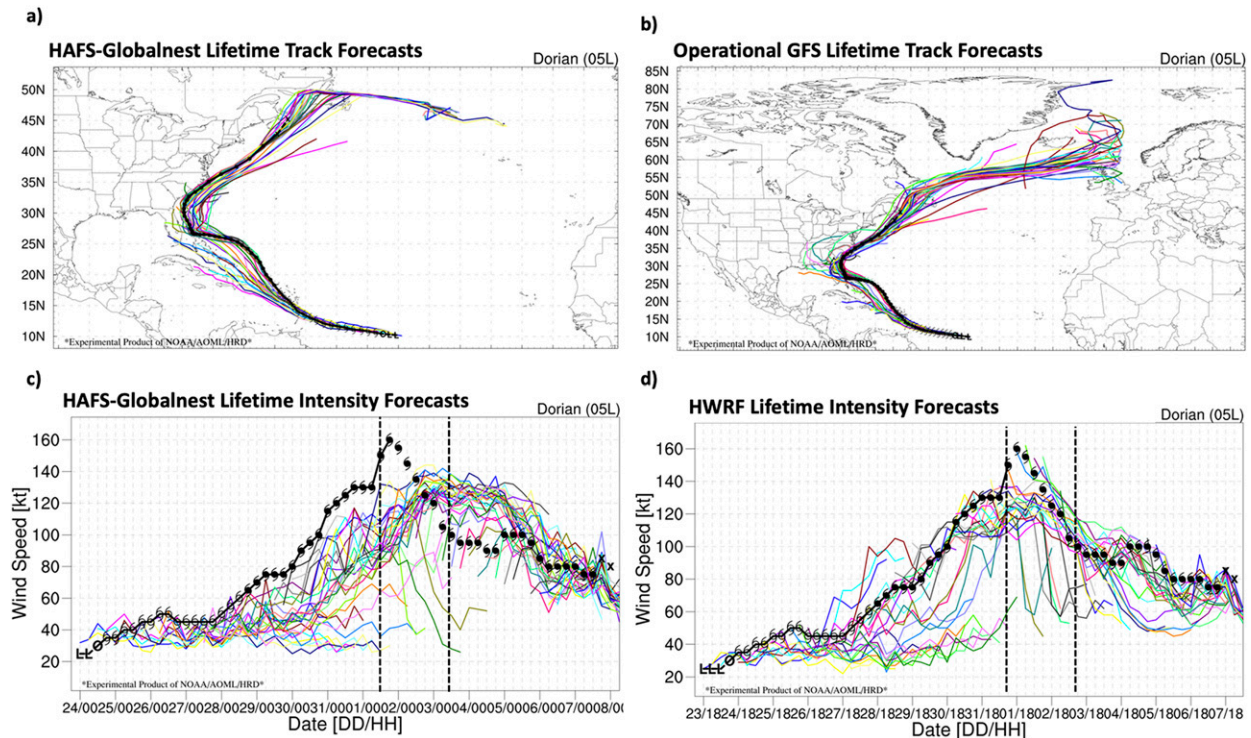 a)
HAFS-Globalnest Lifetime Track Forecasts
Dorian (05L)
50N
45N
40N
35N
30N
25N
20N
15N
10N
*Experimental Product of NOAA/AOML/HRD*
b)
Operational GFS Lifetime Track Forecasts
Dorian (05L)
85N
80N
75N
70N
65N
60N
55N
50N
45N
40N
35N
30N
25N
20N
15N
10N
*Experimental Product of NOAA/AOML/HRD*
c)
HAFS-Globalnest Lifetime Intensity Forecasts
Dorian (05L)
Wind Speed [kt]
160
140
120
100
80
60
40
20
LL
*Experimental Product of NOAA/AOML/HRD*
24/0025/0026/0027/0028/0029/0030/0031/0001/0002/0003/0004/0005/0006/0007/0008/0
Date [DD/HH]
d)
HWRF Lifetime Intensity Forecasts
Dorian (05L)
Wind Speed [kt]
160
140
120
100
80
60
40
20
LLL
*Experimental Product of NOAA/AOML/HRD*
23/1824/1825/1826/1827/1828/1829/1830/1831/1801/1802/1803/1804/1805/1806/1807/18
Date [DD/HH]